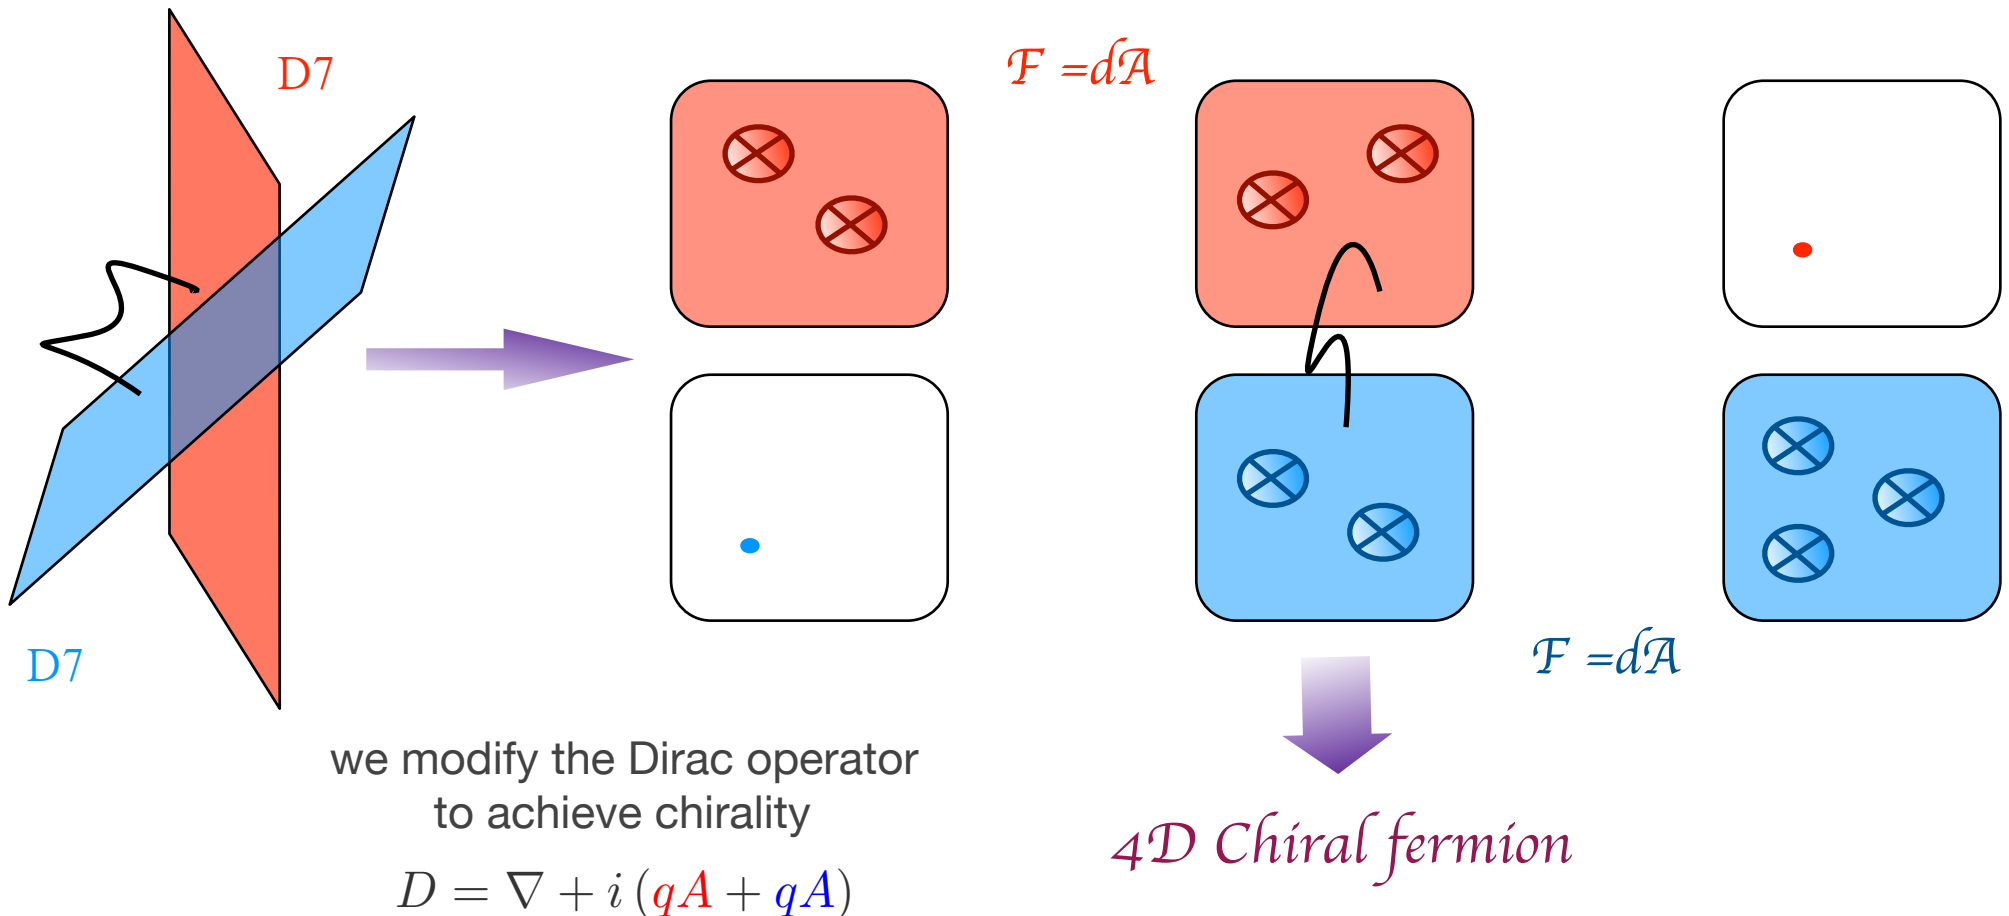 D7
F =dA
D7
F =dA
we modify the Dirac operator
to achieve chirality
D = ∇ + i (qA + qA)
4D Chiral fermion